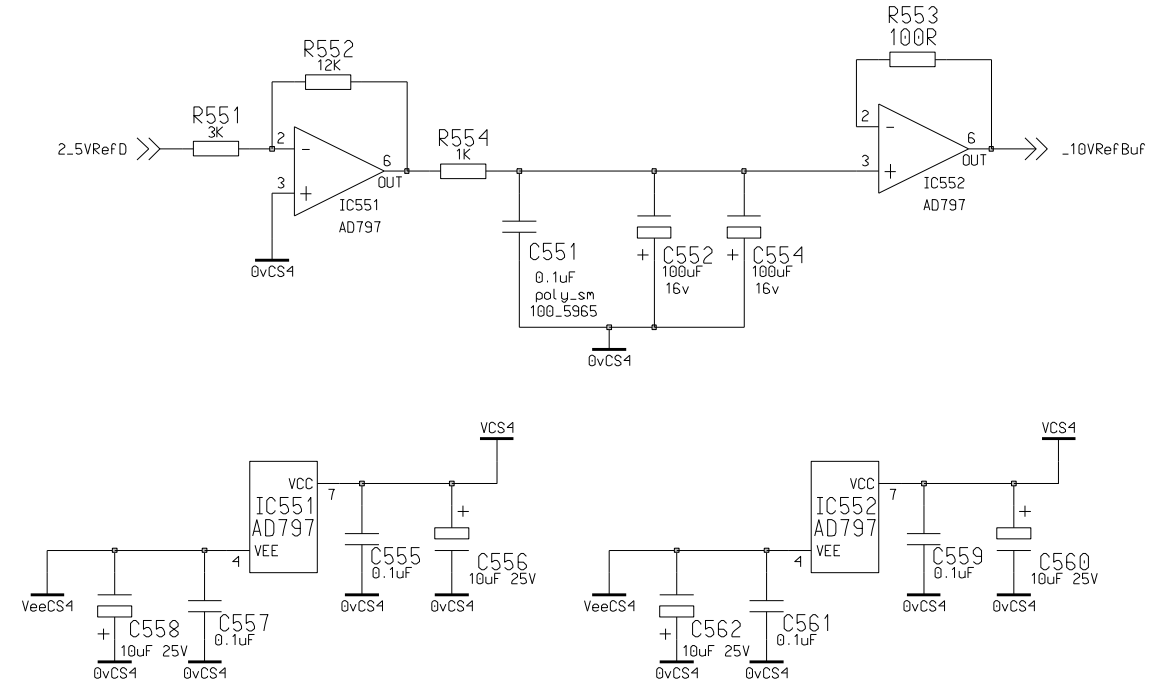 R553
100R
R552
12K
2
6
OUT
3
IC552
AD797
_10VRefBuf
R551
3K
2_5VRefD
2
6
OUT
3
IC551
AD797
0vCS4
R554
1K
C551
0.1uF
poly_sm
100_5965
+ C552
100uF
16v
+ C554
100uF
16v
0vCS4
VCS4
VCC
7
IC551
AD797
4
VEE
VeeCS4
+ C558
10uF 25V
0vCS4
C557
0.1uF
0vCS4
C555
0.1uF
0vCS4
+
C556
10uF 25V
0vCS4
VCS4
VCC
7
IC552
AD797
4
VEE
VeeCS4
+ C562
10uF 25V
0vCS4
C561
0.1uF
0vCS4
C559
0.1uF
0vCS4
+
C560
10uF 25V
0vCS4